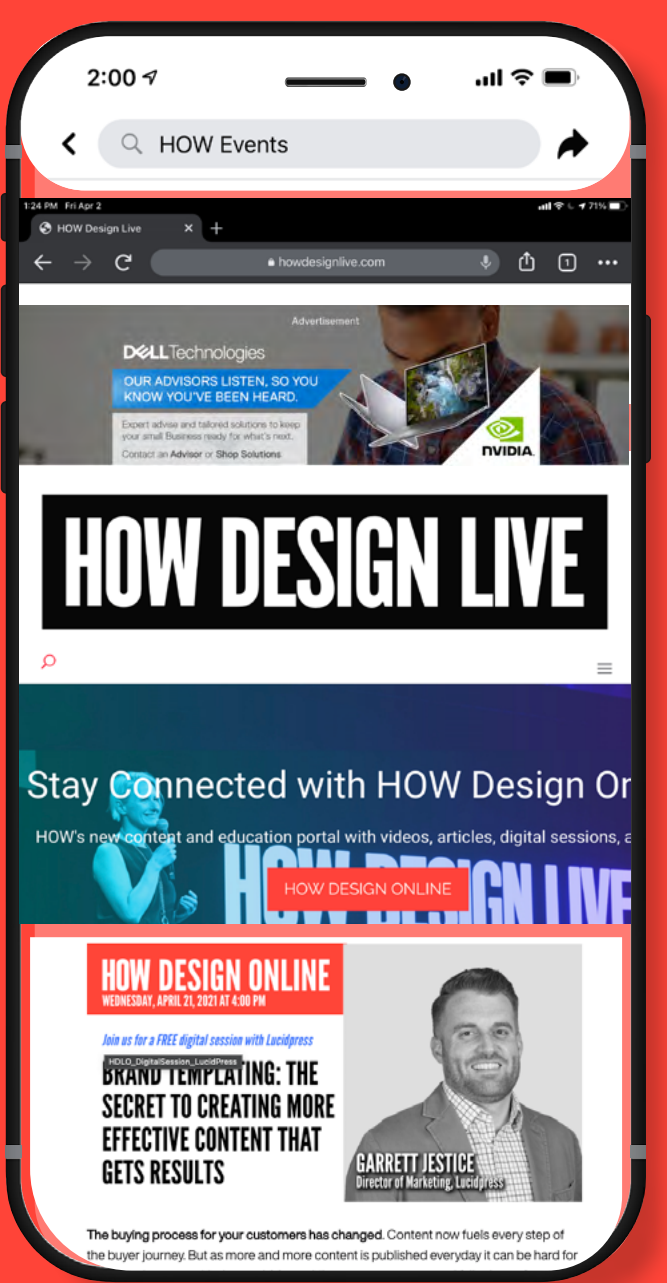 2:00
HOW Events
1:24 PM Fri Apr 2
71%
HOW Design Live
howdesignlive.com
1
Advertisement
DELLTechnologies
OUR ADVISORS LISTEN, SO YOU
KNOW YOU'VE BEEN HEARD.
Expert advise and tailored solutions to keep
your small Business ready for what's next.
Contact an Advisor or Shop Solutions
NVIDIA.
HOW DESIGN LIVE
Stay Connected with HOW Design On
HOW's new content and education portal with videos, articles, digital sessions, a
HOW DESIGN LIVE
HOW DESIGN ONLINE
HOW DESIGN ONLINE
WEDNESDAY, APRIL 21, 2021 AT 4:00 PM
Join us for a FREE digital session with Lucidpress
HDLO_DigitalSession_LucidPress
BRAND TEMPLATING: THE
SECRET TO CREATING MORE
EFFECTIVE CONTENT THAT
GETS RESULTS
GARRETT JESTICE
Director of Marketing, Lucidpress
The buying process for your customers has changed. Content now fuels every step of
the buyer journey. But as more and more content is published everyday it can be hard for